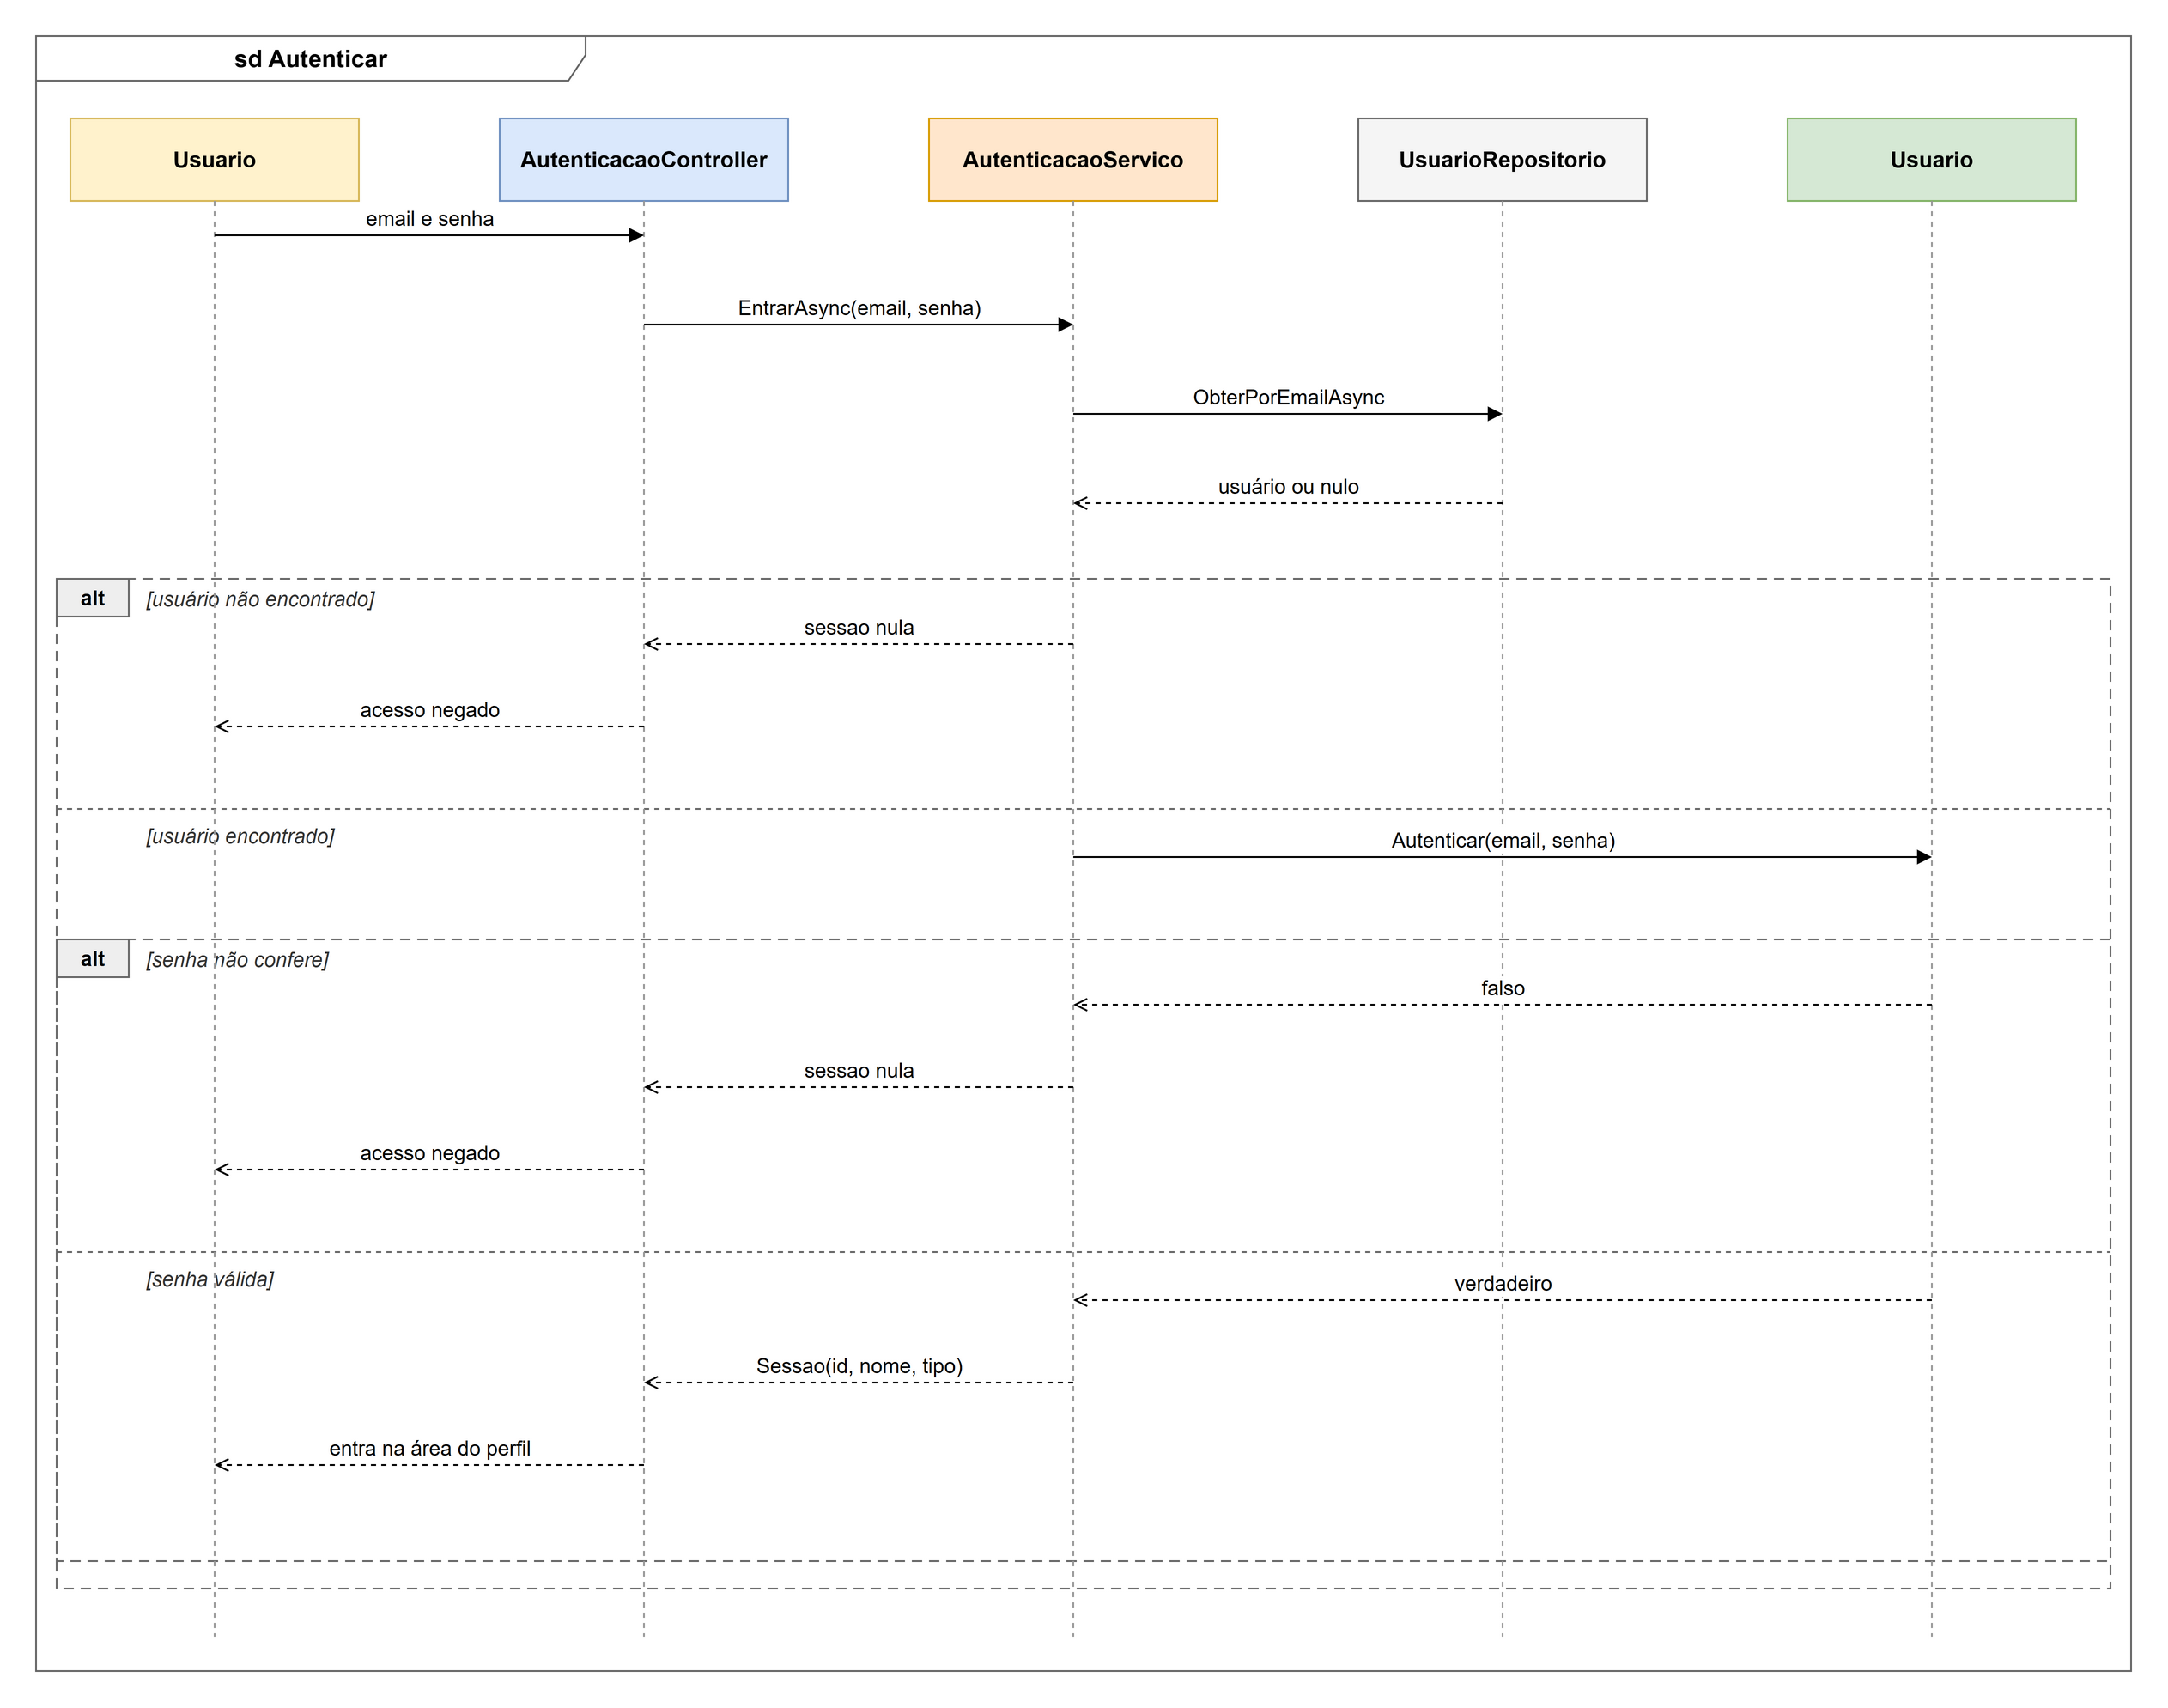 sd Autenticar
Usuario
AutenticacaoController
AutenticacaoServico
UsuarioRepositorio
Usuario
email e senha
EntrarAsync(email, senha)
ObterPorEmailAsync
usuário ou nulo
alt
[usuário não encontrado]
sessao nula
acesso negado
[usuário encontrado]
Autenticar(email, senha)
alt
[senha não confere]
falso
sessao nula
acesso negado
[senha válida]
verdadeiro
Sessao(id, nome, tipo)
entra na área do perfil